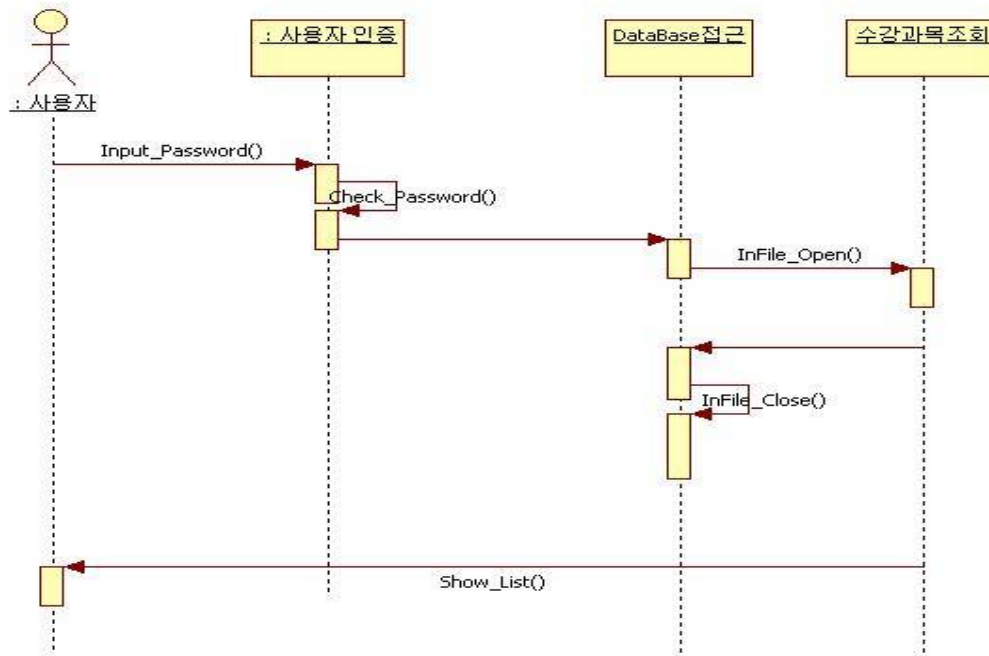 : 사용자 인증
DataBase접근
수강과목조회
: 사용자
Input_Password()
Check_Password()
InFile_Open()
InFile_Close()
Show_List()